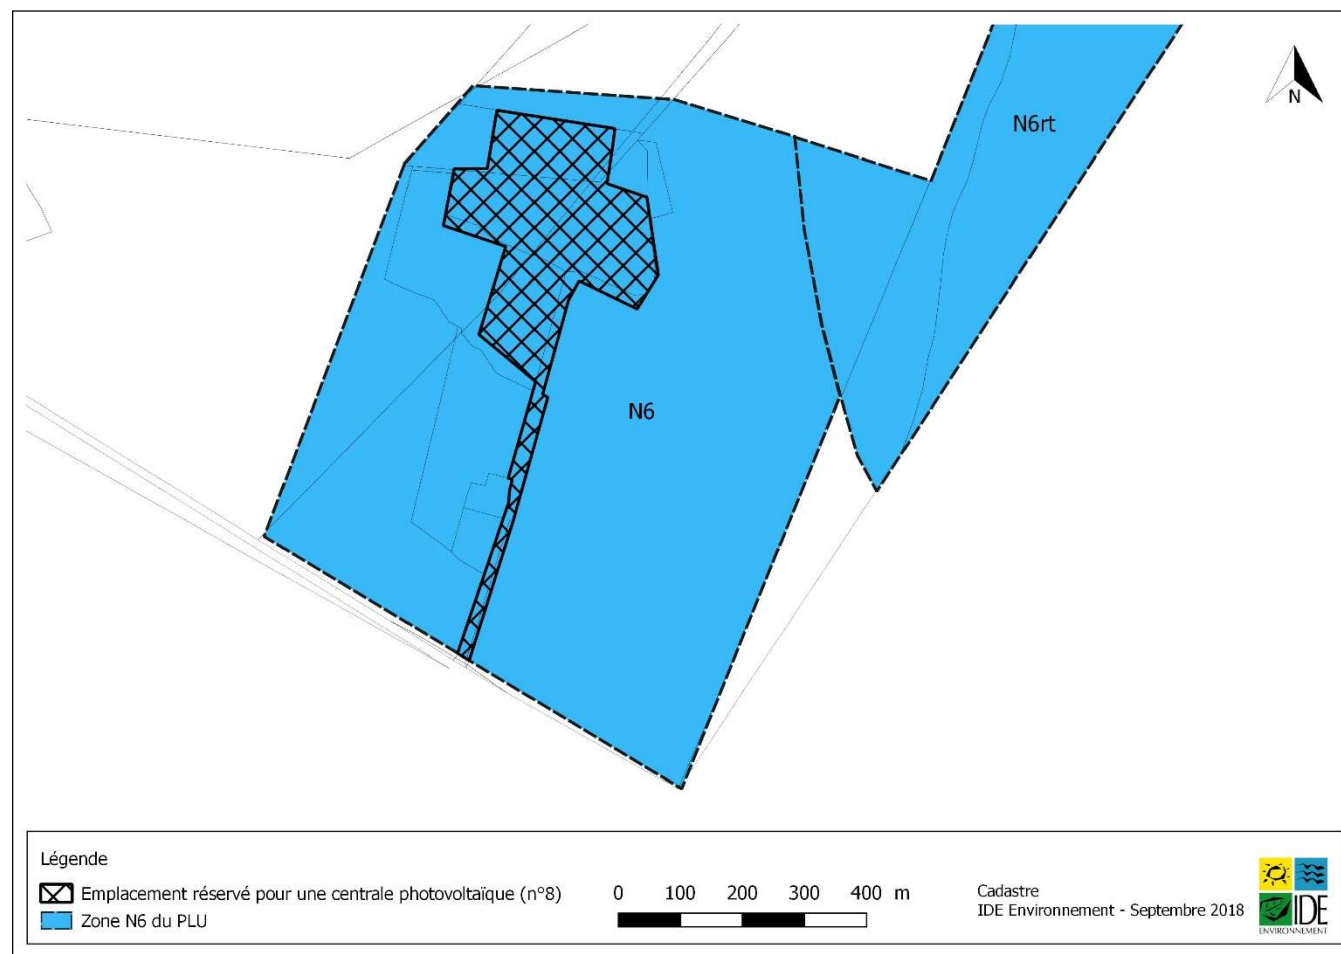 N6rt
N
N6
Légende
Emplacement réservé pour une centrale photovoltaïque (n°8)
Zone N6 du PLU
0 100 200 300 400 m
Cadastre
IDE Environnement - Septembre 2018
IDE
ENVIRONNEMENT